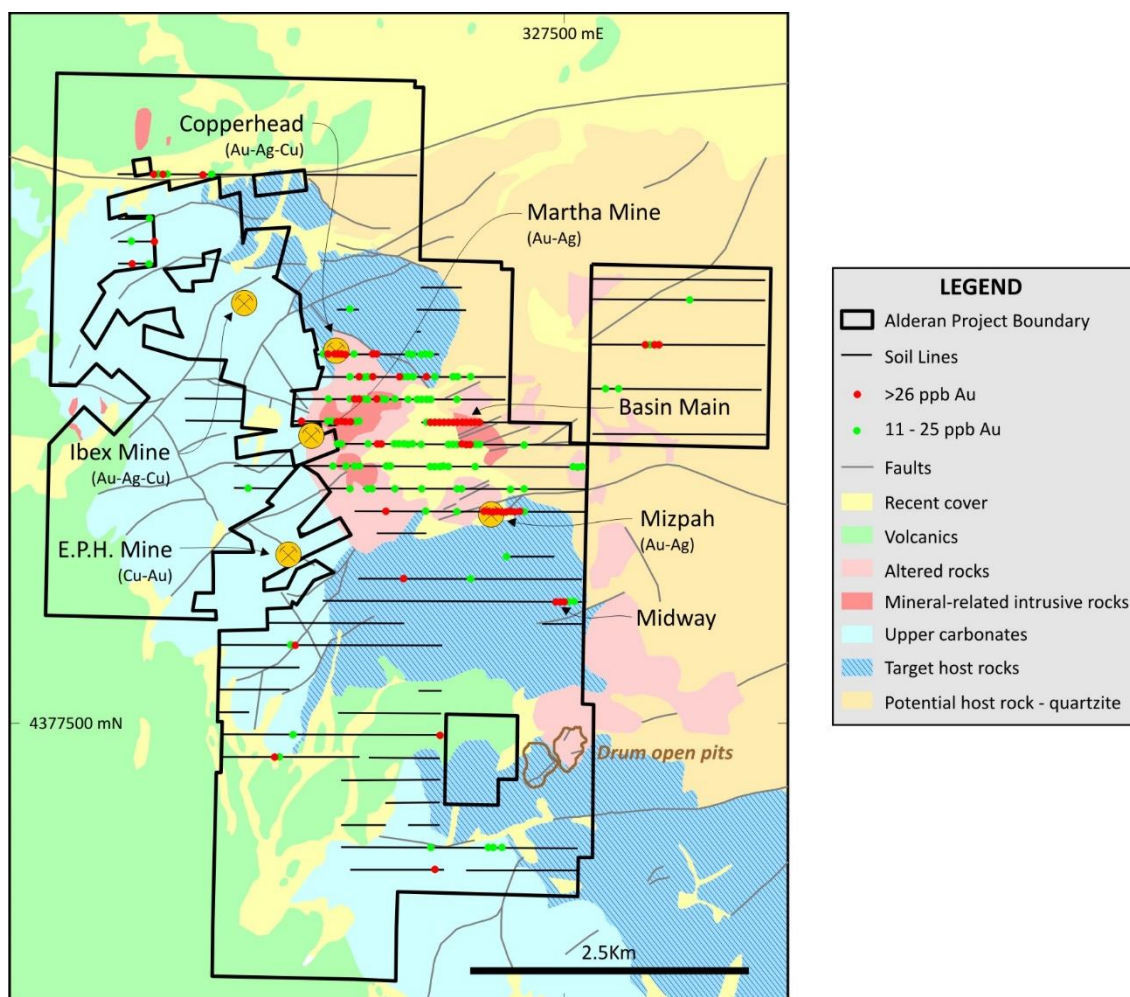 327500 mE
Copperhead
(Au-Ag-Cu)
Martha Mine
(Au-Ag)
Basin Main
Ibex Mine
(Au-Ag-Cu)
Mizpah
(Au-Ag)
E.P.H. Mine
(Cu-Au)
Midway
4377500 mN
Drum open pits
2.5Km
LEGEND
Alderan Project Boundary
Soil Lines
>26 ppb Au
11 - 25 ppb Au
Faults
Recent cover
Volcanics
Altered rocks
Mineral-related intrusive rocks
Upper carbonates
Target host rocks
Potential host rock - quartzite